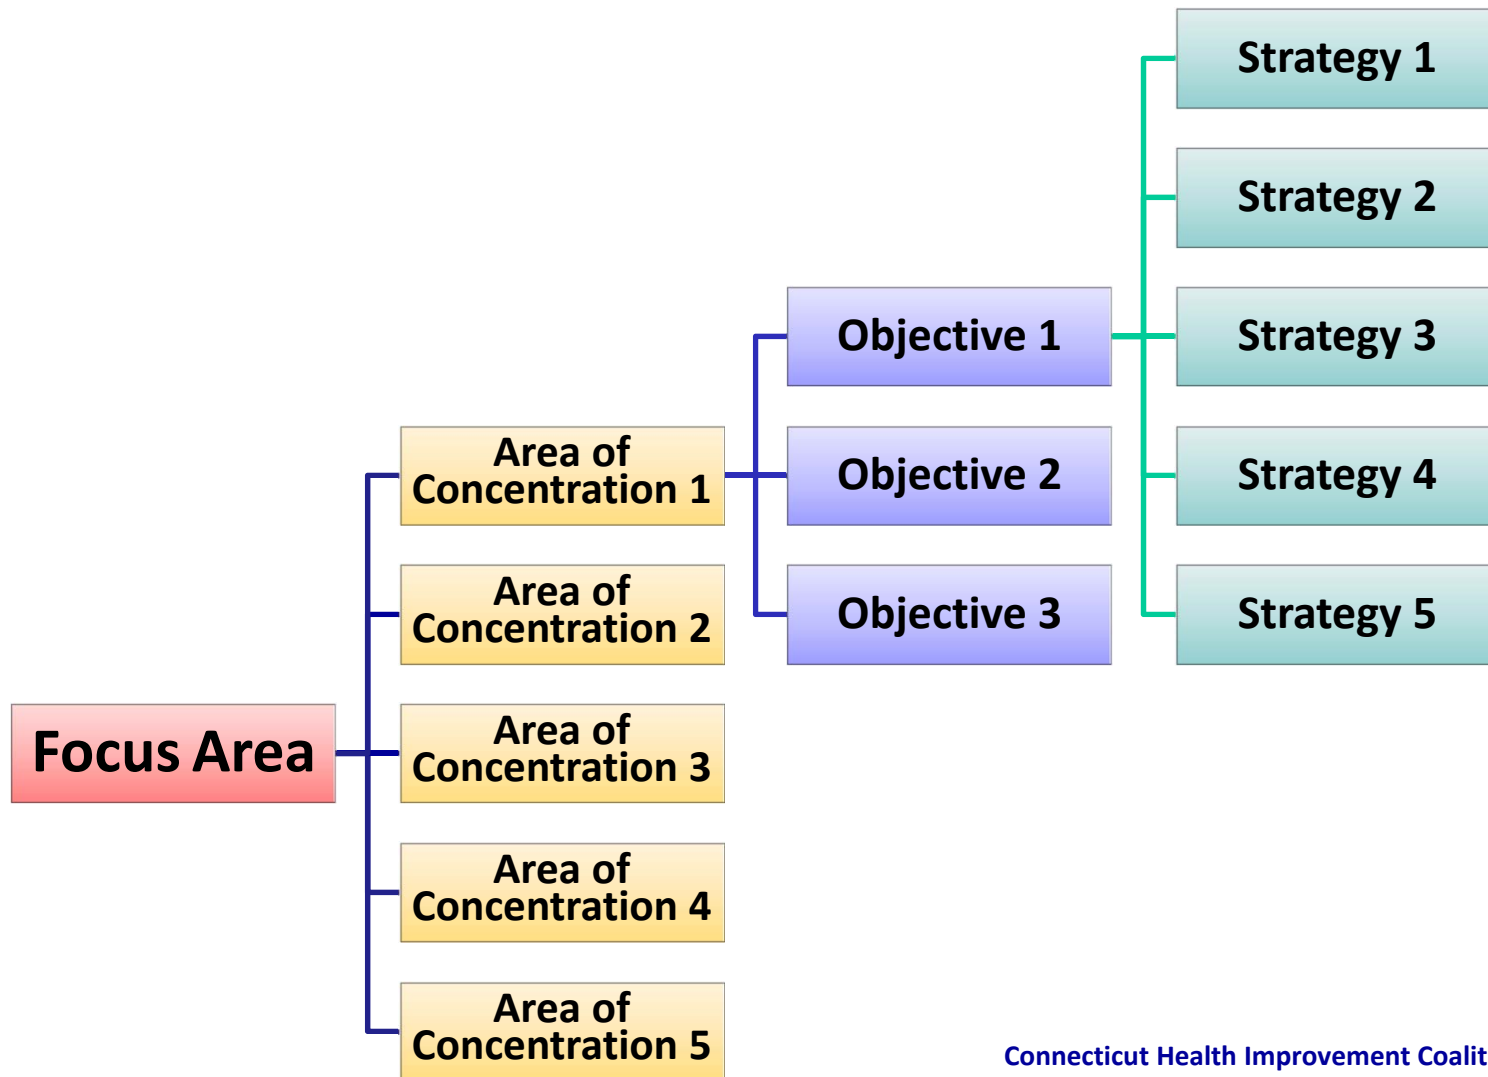 Strategy 1
Strategy 2
Objective 1
Strategy 3
Area of
Concentration 1
Objective 2
Strategy 4
Area of
Concentration 2
Objective 3
Strategy 5
Focus Area
Area of
Concentration 3
Area of
Concentration 4
Area of
Concentration 5
Connecticut Health Improvement Coalit